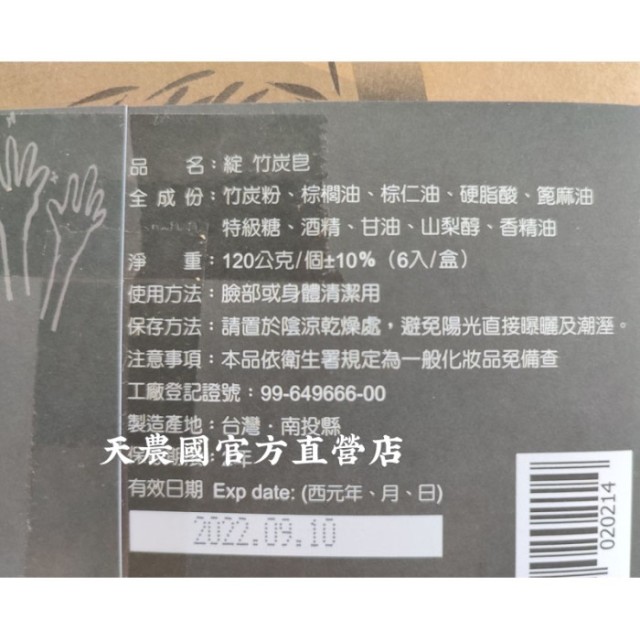 品　　名：綻 竹炭皂
全 成 份：竹炭粉、棕櫚油、棕仁油、硬脂酸、篦麻油
特級糖、酒精、甘油、山梨醇、香精油
淨　　重：120公克/個±10%（6入/盒）
使用方法：臉部或身體清潔用
保存方法：請置於陰涼乾燥處，避免陽光直接曝曬及潮溼。
注意事項：本品依衛生署規定為一般化妝品免備查
工廠登記證號：99-649666-00
製造產地：台灣・南投縣
天農國官方直營店
有效日期 Exp date: (西元年、月、日)
2022.09.10
020214